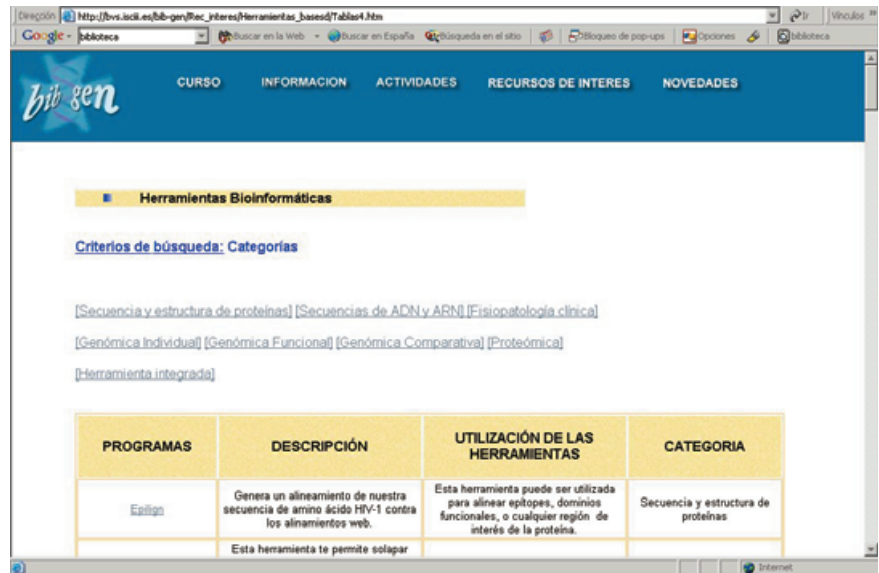 Dirección http://bvs.isciii.es/bib-gen/Rec_interes/Herramientas_basesd/Tablas4.htm Ir Vínculos »
Google - biblioteca Buscar en la Web Buscar en España Búsqueda en el sitio Bloqueo de pop-ups Opciones biblioteca
bib gen
CURSO INFORMACION ACTIVIDADES RECURSOS DE INTERES NOVEDADES
Herramientas Bioinformáticas
Criterios de búsqueda: Categorías
[Secuencia y estructura de proteínas] [Secuencias de ADN y ARN] [Fisiopatología clínica]
[Genómica Individual] [Genómica Funcional] [Genómica Comparativa] [Proteómica]
[Herramienta integrada]
PROGRAMAS
DESCRIPCIÓN
UTILIZACIÓN DE LAS
HERRAMIENTAS
CATEGORIA
Epilign
Genera un alineamiento de nuestra
secuencia de amino ácido HIV-1 contra
los alinamientos web.
Esta herramienta puede ser utilizada
para alinear epítopes, dominios
funcionales, o cualquier región de
interés de la proteína.
Secuencia y estructura de
proteínas
Esta herramienta te permite solapar
Internet